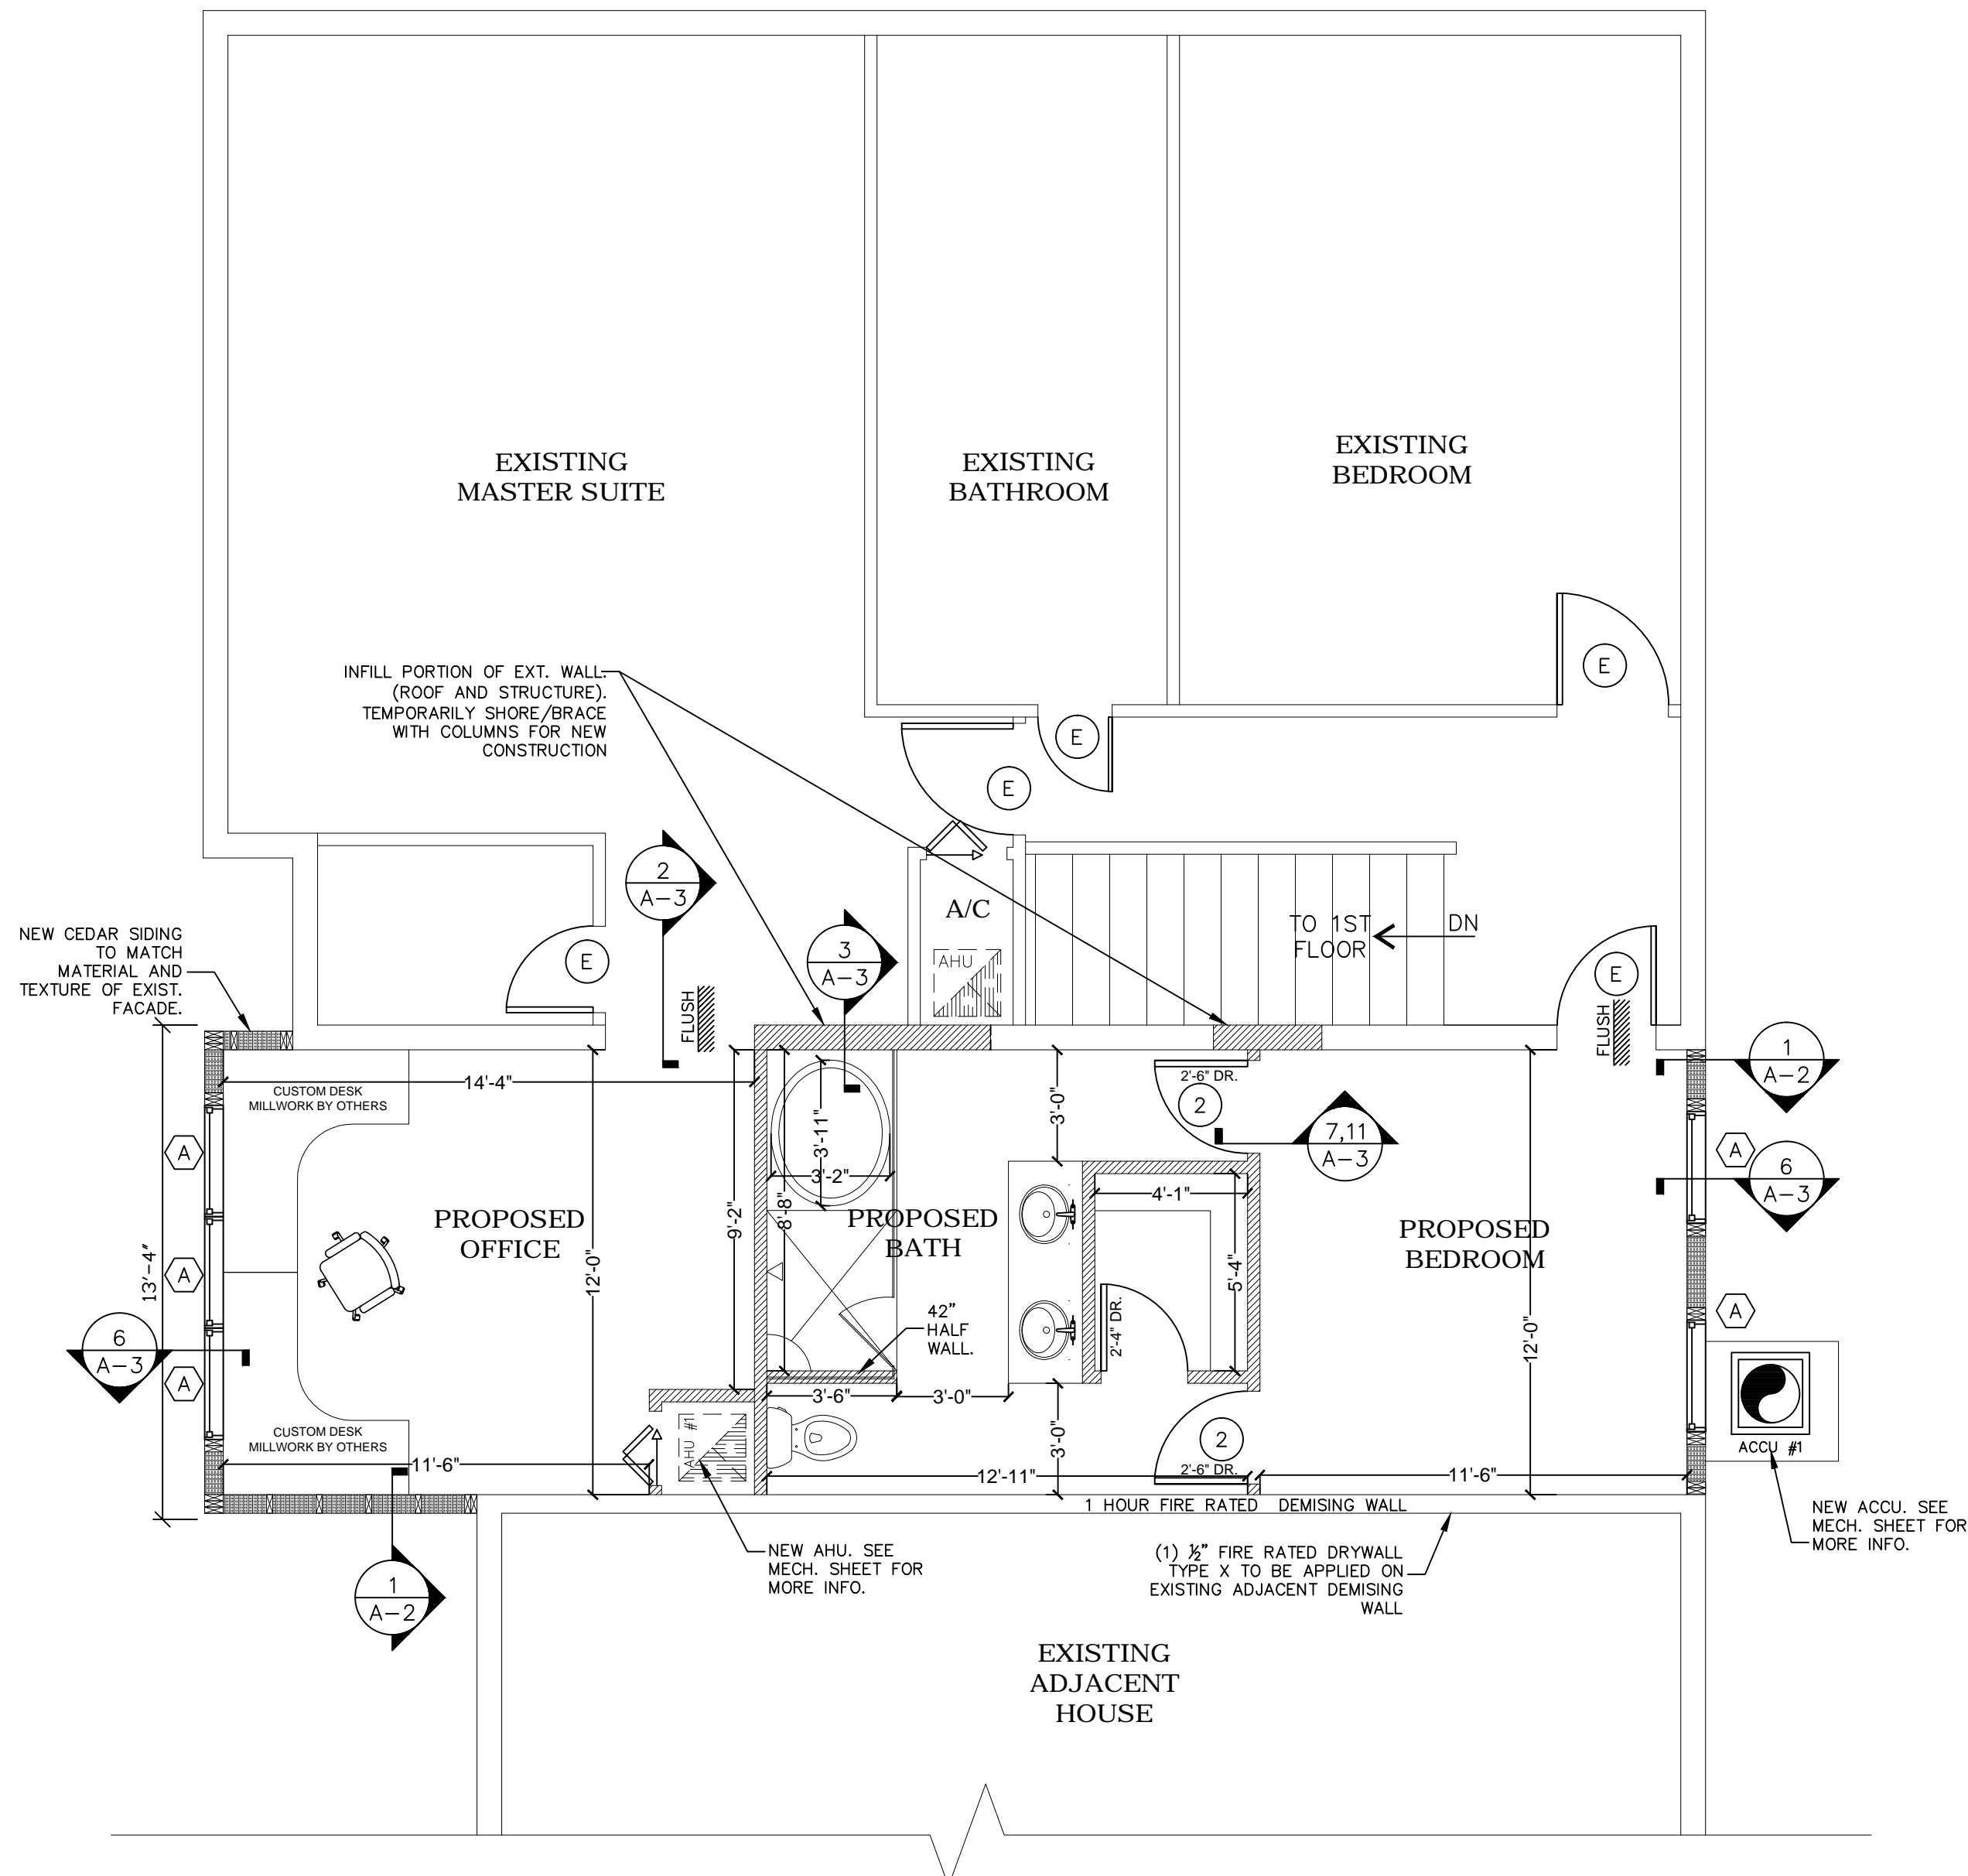 EXISTING
MASTER SUITE
EXISTING
BATHROOM
EXISTING
BEDROOM
INFILL PORTION OF EXT. WALL.
(ROOF AND STRUCTURE).
TEMPORARILY SHORE/BRACE
WITH COLUMNS FOR NEW
CONSTRUCTION
E
E
E
2
A-3
3
A-3
A/C
AHU
TO 1ST
FLOOR
DN
E
E
NEW CEDAR SIDING
TO MATCH
MATERIAL AND
TEXTURE OF EXIST.
FACADE.
FLUSH
FLUSH
1
A-2
6
A-3
14'-4"
CUSTOM DESK
MILLWORK BY OTHERS
3'-11"
3'-2"
8'-8"
9'-2"
3'-0"
2'-6" DR.
2
7,11
A-3
A
A
A
A
A
13'-4"
PROPOSED
OFFICE
12'-0"
PROPOSED
BATH
4'-1"
5'-4"
2'-4" DR.
PROPOSED
BEDROOM
12'-0"
42"
HALF
WALL.
6
A-3
3'-6"
3'-0"
3'-0"
CUSTOM DESK
MILLWORK BY OTHERS
11'-6"
AHU #1
12'-11"
2
2'-6" DR.
11'-6"
ACCU #1
1 HOUR FIRE RATED DEMISING WALL
NEW ACCU. SEE
MECH. SHEET FOR
MORE INFO.
NEW AHU. SEE
MECH. SHEET FOR
MORE INFO.
(1) ½" FIRE RATED DRYWALL
TYPE X TO BE APPLIED ON
EXISTING ADJACENT DEMISING
WALL
1
A-2
EXISTING
ADJACENT
HOUSE